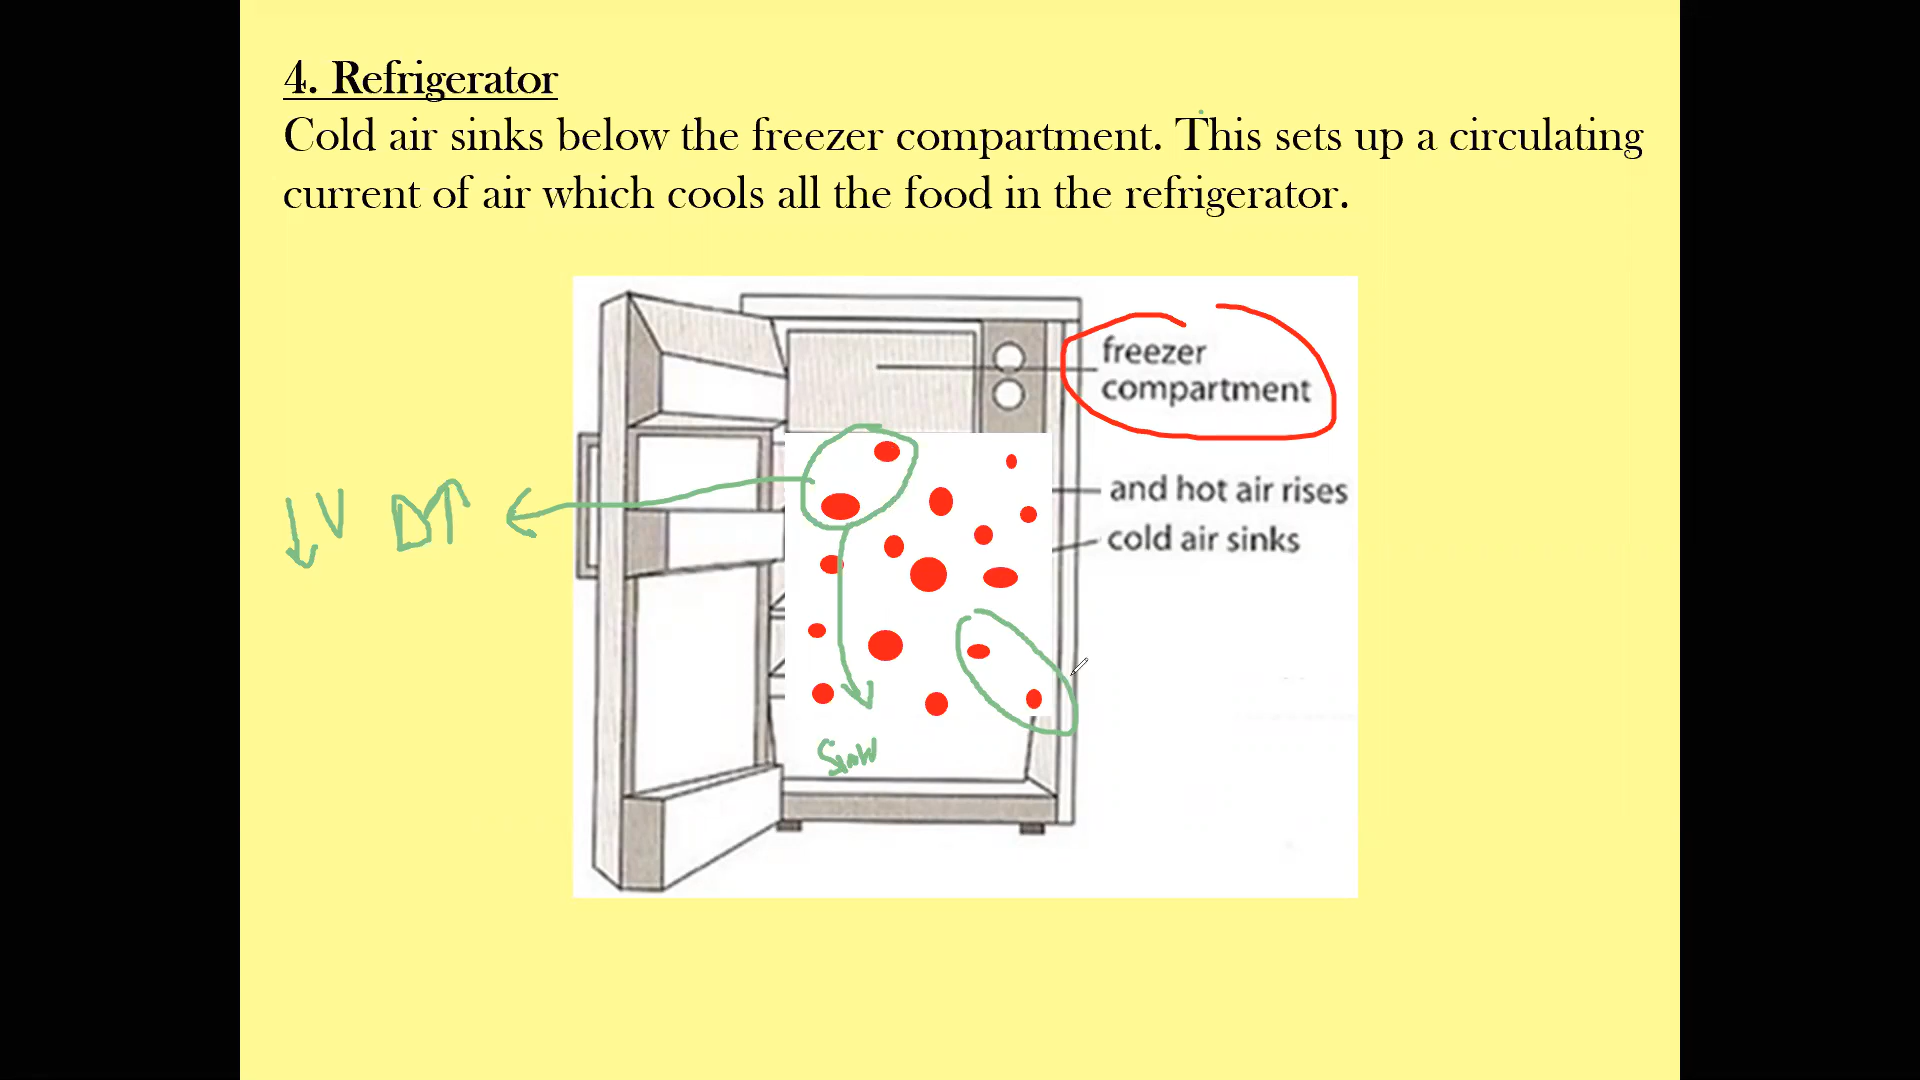 4. Refrigerator
Cold air sinks below the freezer compartment. This sets up a circulating
current of air which cools all the food in the refrigerator.
freezer
compartment
and hot air rises
cold air sinks
↓V D↑
Sink